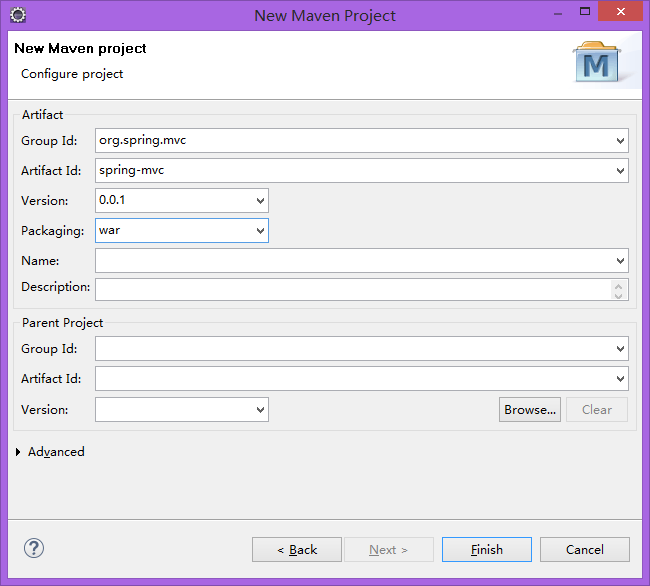 New Maven Project
New Maven project
Configure project
M
Artifact
Group Id: org.spring.mvc
Artifact Id: spring-mvc
Version: 0.0.1
Packaging: war
Name:
Description:
Parent Project
Group Id:
Artifact Id:
Version: Browse... Clear
Advanced
? < Back Next > Finish Cancel